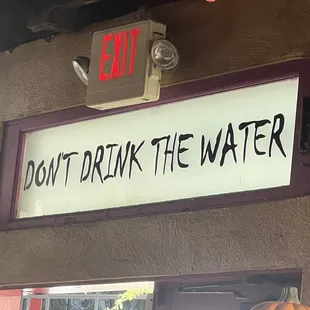 EXIT
DON'T DRINK THE WATER